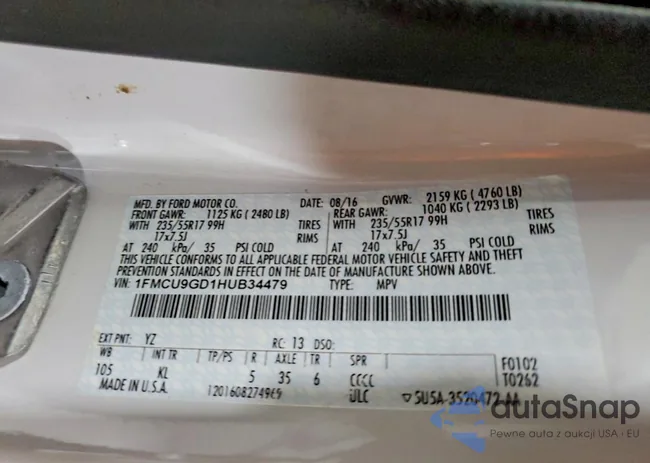 MFD. BY FORD MOTOR CO. DATE: 08/16 GVWR: 2159 KG (4760 LB)
FRONT GAWR: 1125 KG (2480 LB) REAR GAWR: 1040 KG (2293 LB)
WITH 235/55R17 99H TIRES WITH 235/55R17 99H TIRES
17x7.5J RIMS 17x7.5J RIMS
AT 240 kPa/ 35 PSI COLD AT 240 kPa/ 35 PSI COLD
THIS VEHICLE CONFORMS TO ALL APPLICABLE FEDERAL MOTOR VEHICLE SAFETY AND THEFT
PREVENTION STANDARDS IN EFFECT ON THE DATE OF MANUFACTURE SHOWN ABOVE.
VIN: 1FMCU9GD1HUB34479 TYPE: MPV
EXT PNT: YZ RC: 13 DSO:
WB INT TR TP/PS R AXLE TR SPR F0102
105 KL 5 35 6 CCCC T0262
MADE IN U.S.A. ULC ▽ 5U5A-3520472-AA
autaSnap
Pewne auto z aukcji USA · EU